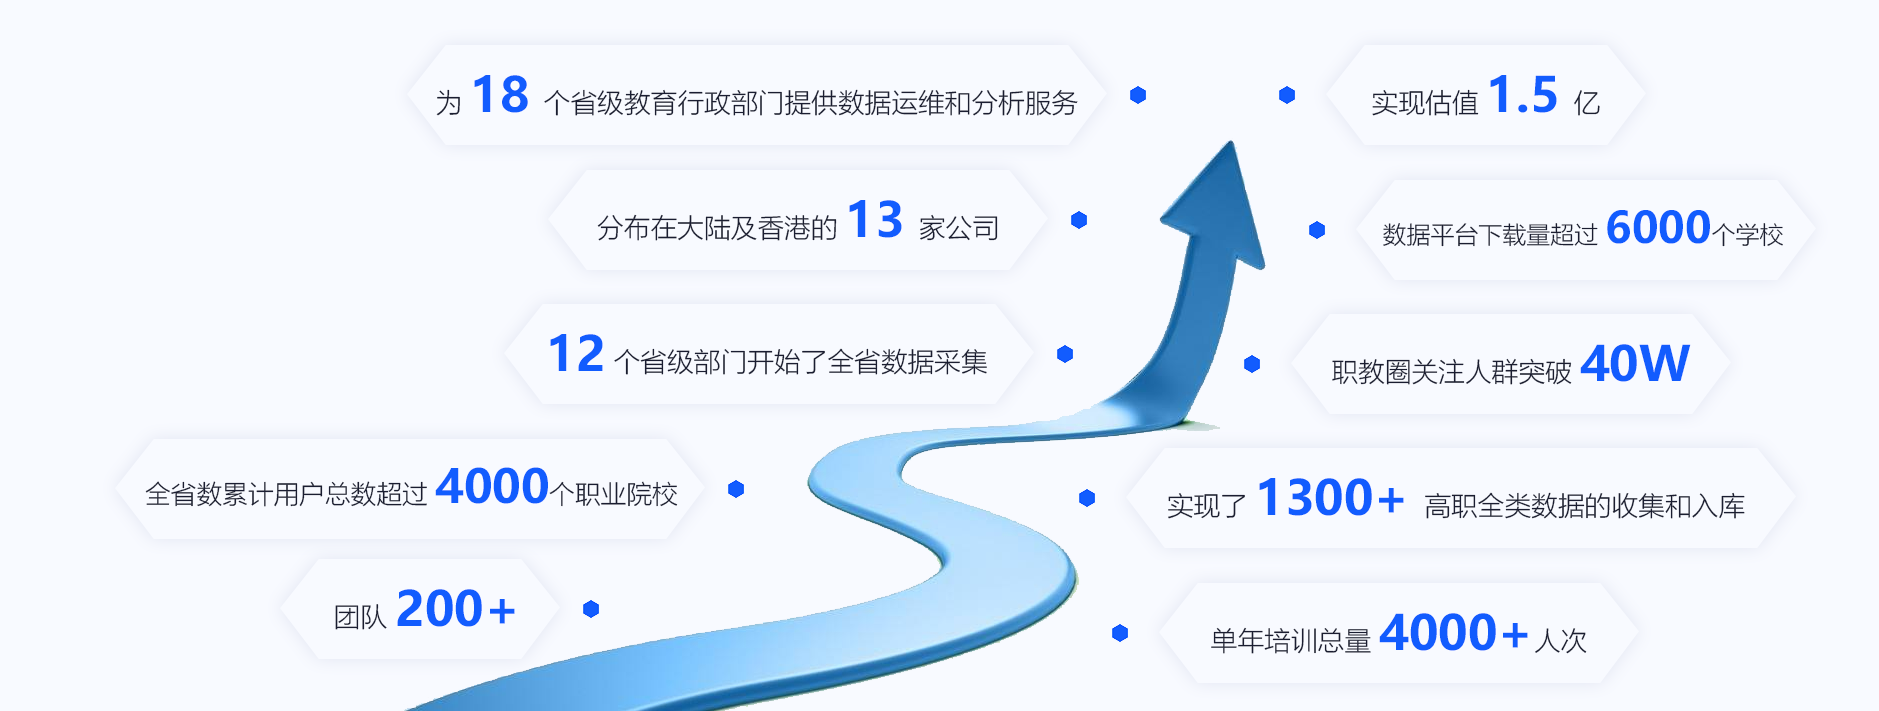 为 18 个省级教育行政部门提供数据运维和分析服务
实现估值 1.5 亿
分布在大陆及香港的 13 家公司
数据平台下载量超过 6000个学校
12 个省级部门开始了全省数据采集
职教圈关注人群突破 40W
全省数累计用户总数超过 4000个职业院校
实现了 1300+ 高职全类数据的收集和入库
团队 200+
单年培训总量 4000+人次